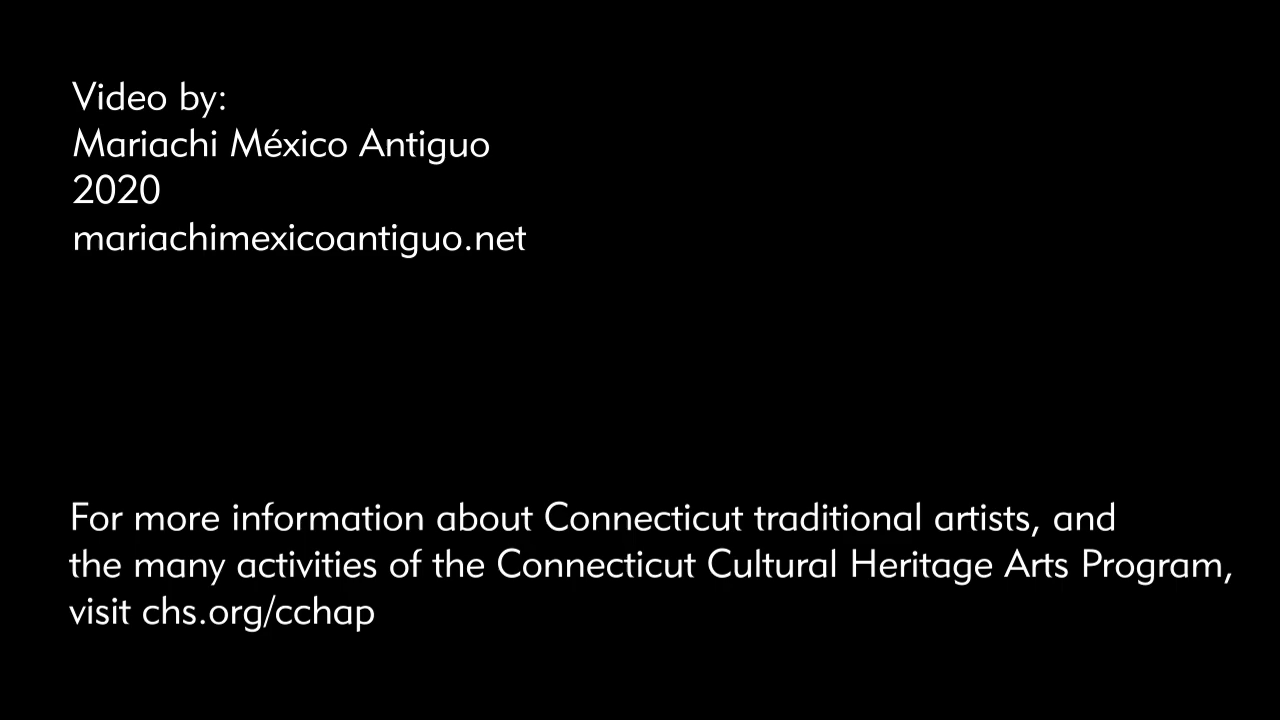 Video by:
Mariachi México Antiguo
2020
mariachimexicoantiguo.net
For more information about Connecticut traditional artists, and
the many activities of the Connecticut Cultural Heritage Arts Program,
visit chs.org/cchap